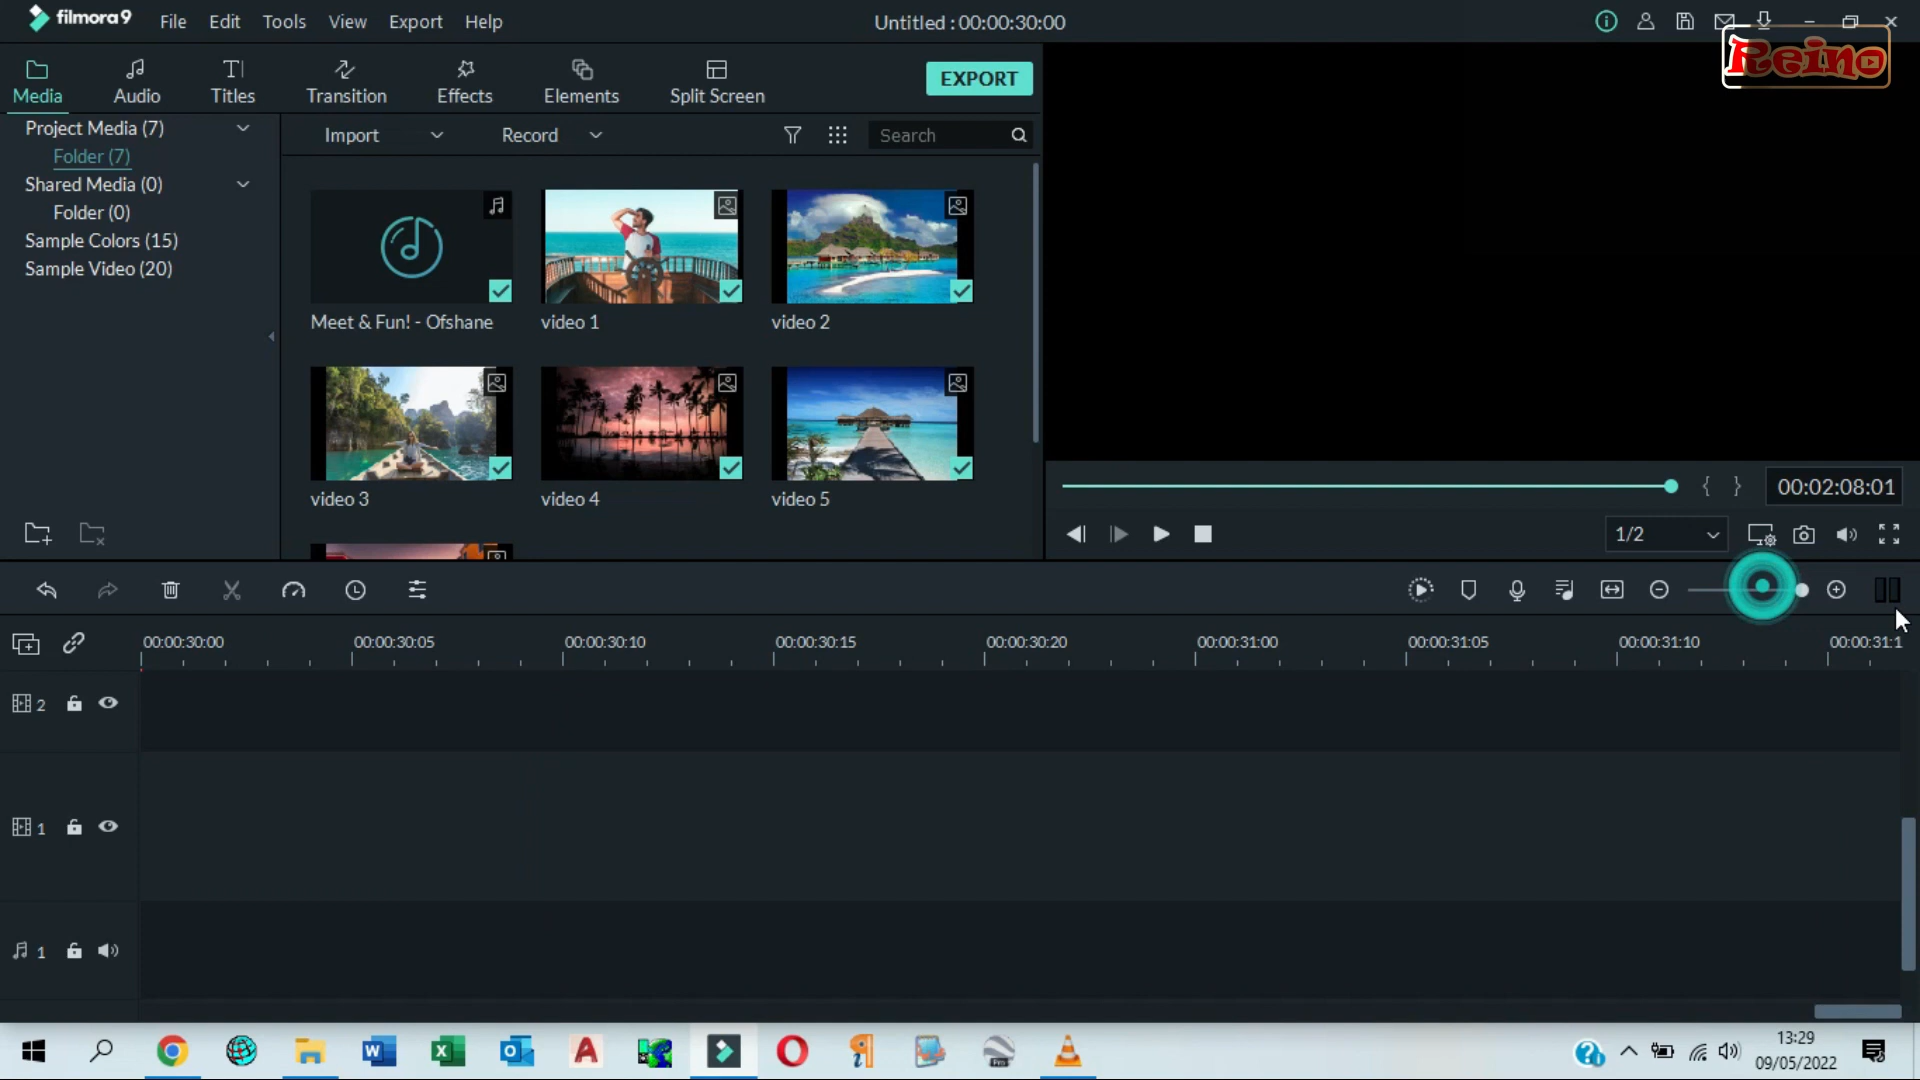 filmora9 File Edit Tools View Export Help Untitled : 00:00:30:00
Reino
Media Audio Titles Transition Effects Elements Split Screen EXPORT
Project Media (7) Import Record Search
Folder (7)
Shared Media (0)
Folder (0)
Sample Colors (15)
Sample Video (20)
Meet & Fun! - Ofshane video 1 video 2
video 3 video 4 video 5
00:02:08:01
1/2
00:00:30:00 00:00:30:05 00:00:30:10 00:00:30:15 00:00:30:20 00:00:31:00 00:00:31:05 00:00:31:10 00:00:31:1
2
1
1
13:29
09/05/2022